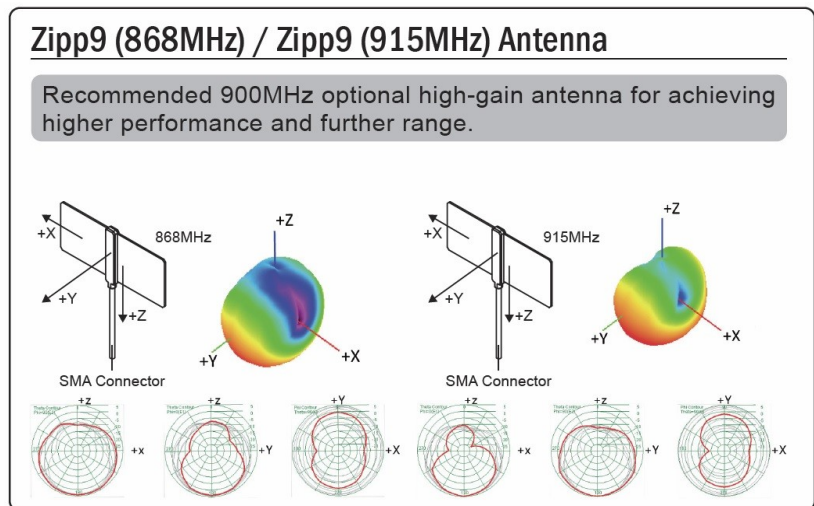 Zipp9 (868MHz) / Zipp9 (915MHz) Antenna
Recommended 900MHz optional high-gain antenna for achieving
higher performance and further range.
+X
868MHz
+Y
+Z
SMA Connector
+Z
+Y
+X
+X
915MHz
+Y
+Z
SMA Connector
+Z
+Y
+X
+z
+x
+z
+Y
+Y
+X
+z
+x
+z
+Y
+Y
+X